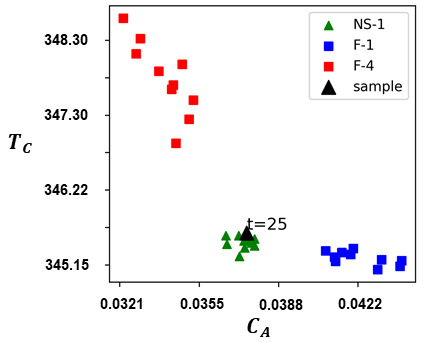 NS-1
F-1
F-4
sample
348.30
347.30
346.22
345.15
T_C
t=25
0.0321
0.0355
0.0388
0.0422
C_A